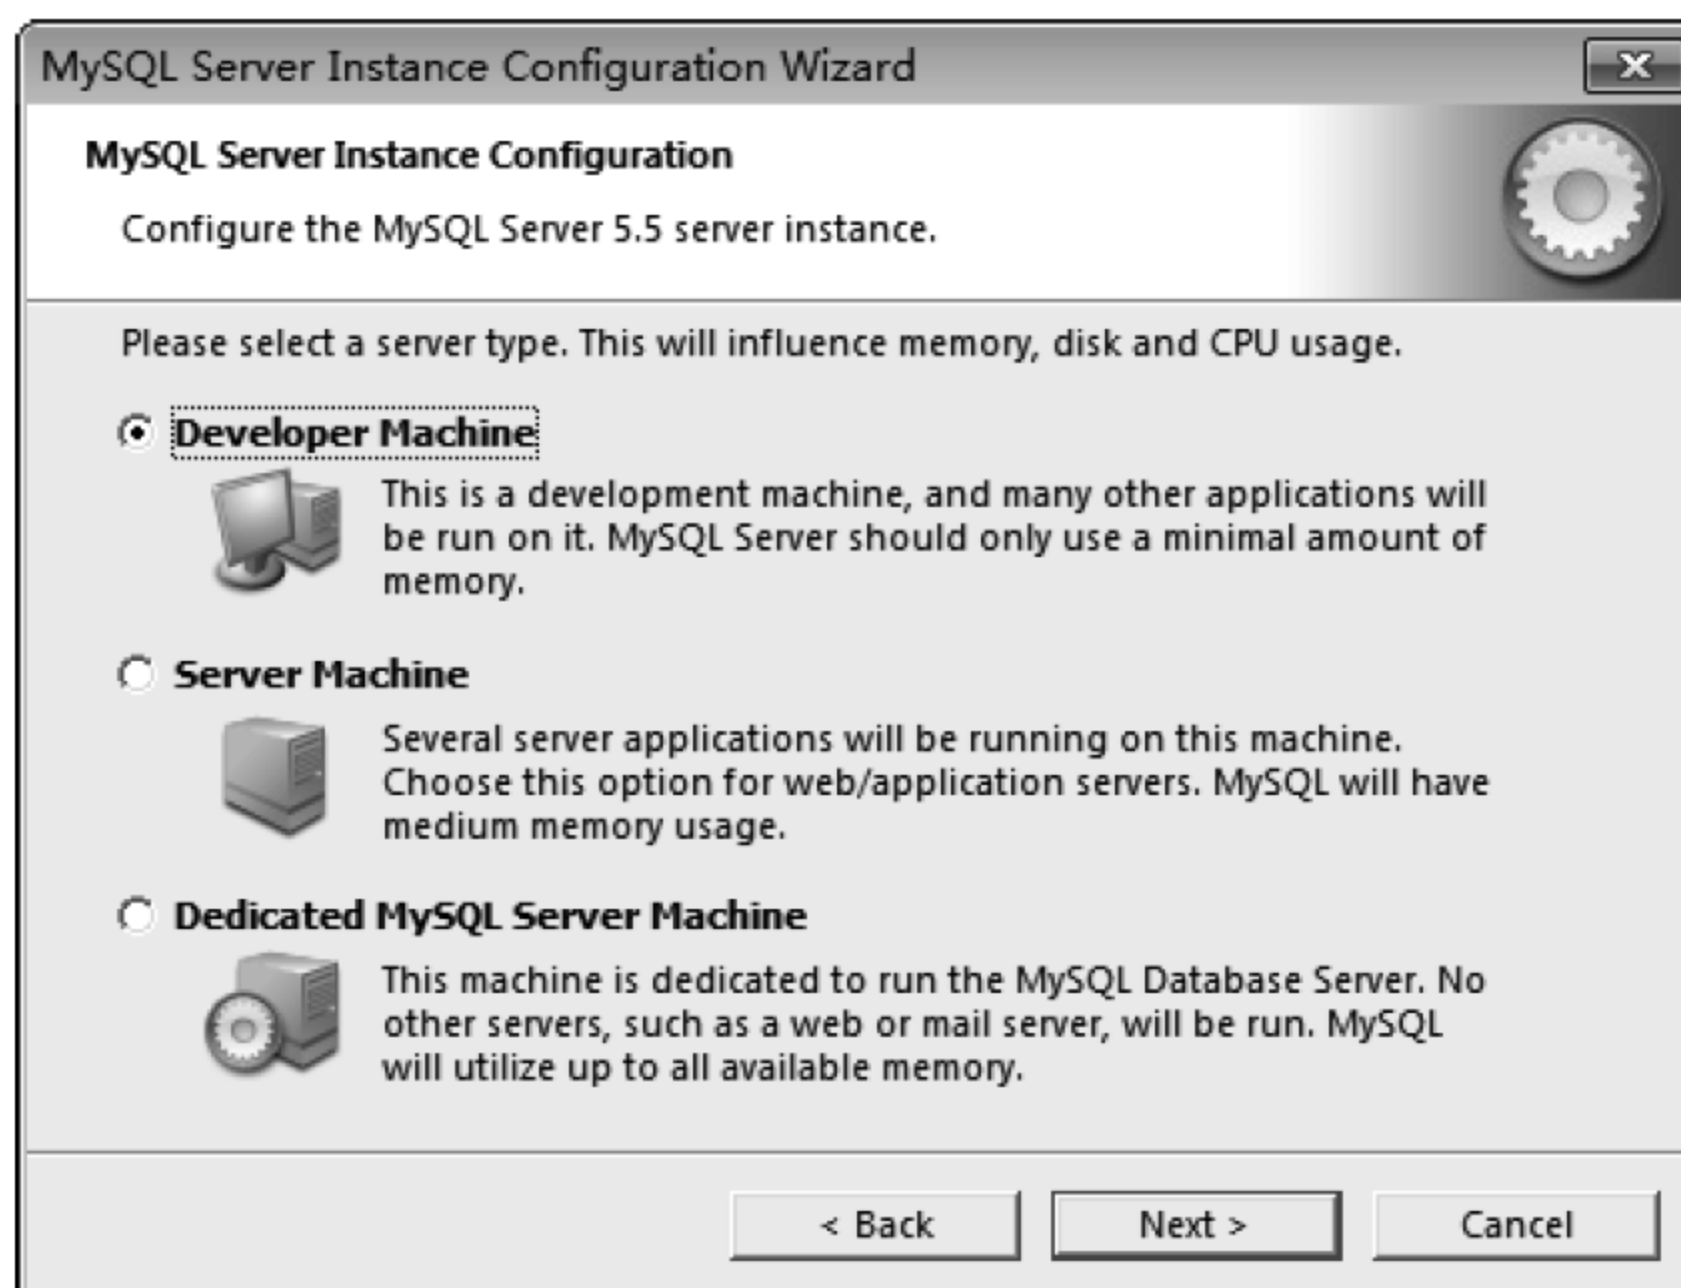 MySQL Server Instance Configuration Wizard
MySQL Server Instance Configuration
Configure the MySQL Server 5.5 server instance.
Please select a server type. This will influence memory, disk and CPU usage.
Developer Machine
This is a development machine, and many other applications will
be run on it. MySQL Server should only use a minimal amount of
memory.
Server Machine
Several server applications will be running on this machine.
Choose this option for web/application servers. MySQL will have
medium memory usage.
Dedicated MySQL Server Machine
This machine is dedicated to run the MySQL Database Server. No
other servers, such as a web or mail server, will be run. MySQL
will utilize up to all available memory.
< Back
Next >
Cancel